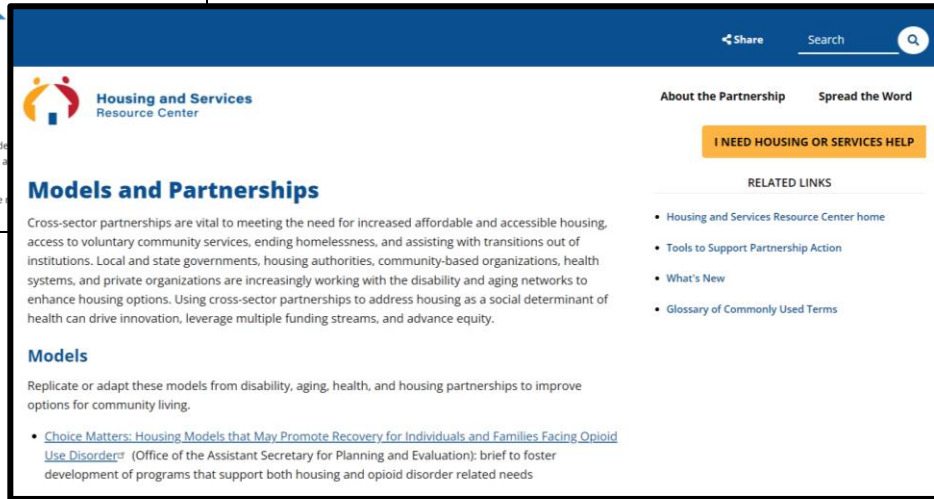 Share
Search
Housing and Services
Resource Center
About the Partnership
Spread the Word
I NEED HOUSING OR SERVICES HELP
Models and Partnerships
Cross-sector partnerships are vital to meeting the need for increased affordable and accessible housing,
access to voluntary community services, ending homelessness, and assisting with transitions out of
institutions. Local and state governments, housing authorities, community-based organizations, health
systems, and private organizations are increasingly working with the disability and aging networks to
enhance housing options. Using cross-sector partnerships to address housing as a social determinant of
health can drive innovation, leverage multiple funding streams, and advance equity.
Models
Replicate or adapt these models from disability, aging, health, and housing partnerships to improve
options for community living.
• Choice Matters: Housing Models that May Promote Recovery for Individuals and Families Facing Opioid
Use Disorder (Office of the Assistant Secretary for Planning and Evaluation): brief to foster
development of programs that support both housing and opioid disorder related needs
RELATED LINKS
• Housing and Services Resource Center home
• Tools to Support Partnership Action
• What's New
• Glossary of Commonly Used Terms